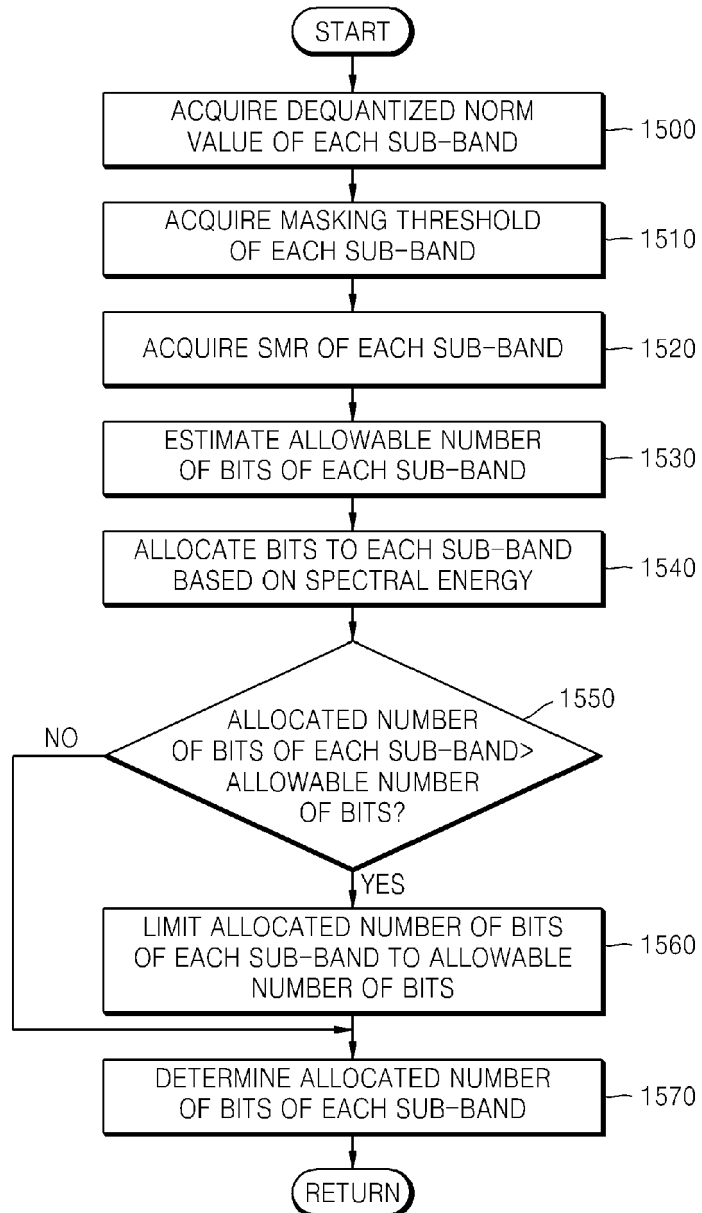 START
ACQUIRE DEQUANTIZED NORM
VALUE OF EACH SUB-BAND
1500
ACQUIRE MASKING THRESHOLD
OF EACH SUB-BAND
1510
ACQUIRE SMR OF EACH SUB-BAND
1520
ESTIMATE ALLOWABLE NUMBER
OF BITS OF EACH SUB-BAND
1530
ALLOCATE BITS TO EACH SUB-BAND
BASED ON SPECTRAL ENERGY
1540
1550
ALLOCATED NUMBER
OF BITS OF EACH SUB-BAND>
ALLOWABLE NUMBER
OF BITS?
NO
YES
LIMIT ALLOCATED NUMBER OF BITS
OF EACH SUB-BAND TO ALLOWABLE
NUMBER OF BITS
1560
DETERMINE ALLOCATED NUMBER
OF BITS OF EACH SUB-BAND
1570
RETURN